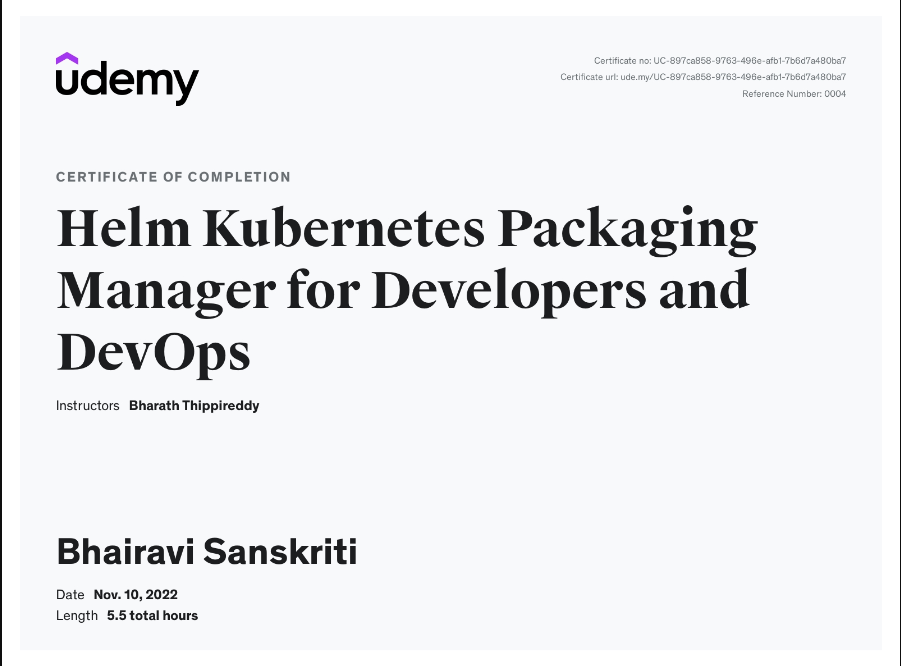 udemy
Certificate no: UC-897ca858-9763-496e-afb1-7b6d7a480ba7
Certificate url: ude.my/UC-897ca858-9763-496e-afb1-7b6d7a480ba7
Reference Number: 0004
CERTIFICATE OF COMPLETION
Helm Kubernetes Packaging
Manager for Developers and
DevOps
Instructors Bharath Thippireddy
Bhairavi Sanskriti
Date Nov. 10, 2022
Length 5.5 total hours